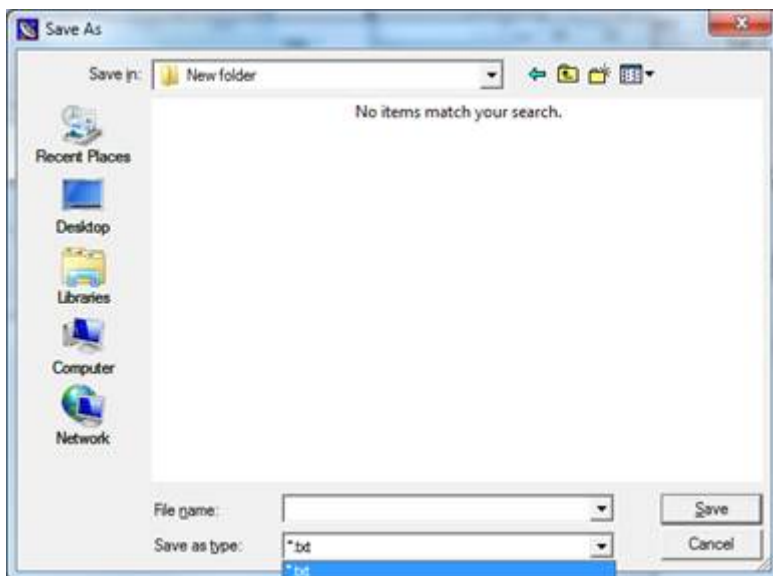 Save As
Save in: New folder
No items match your search.
Recent Places
Desktop
Libraries
Computer
Network
File name: Save
Save as type: *.txt Cancel
*.txt